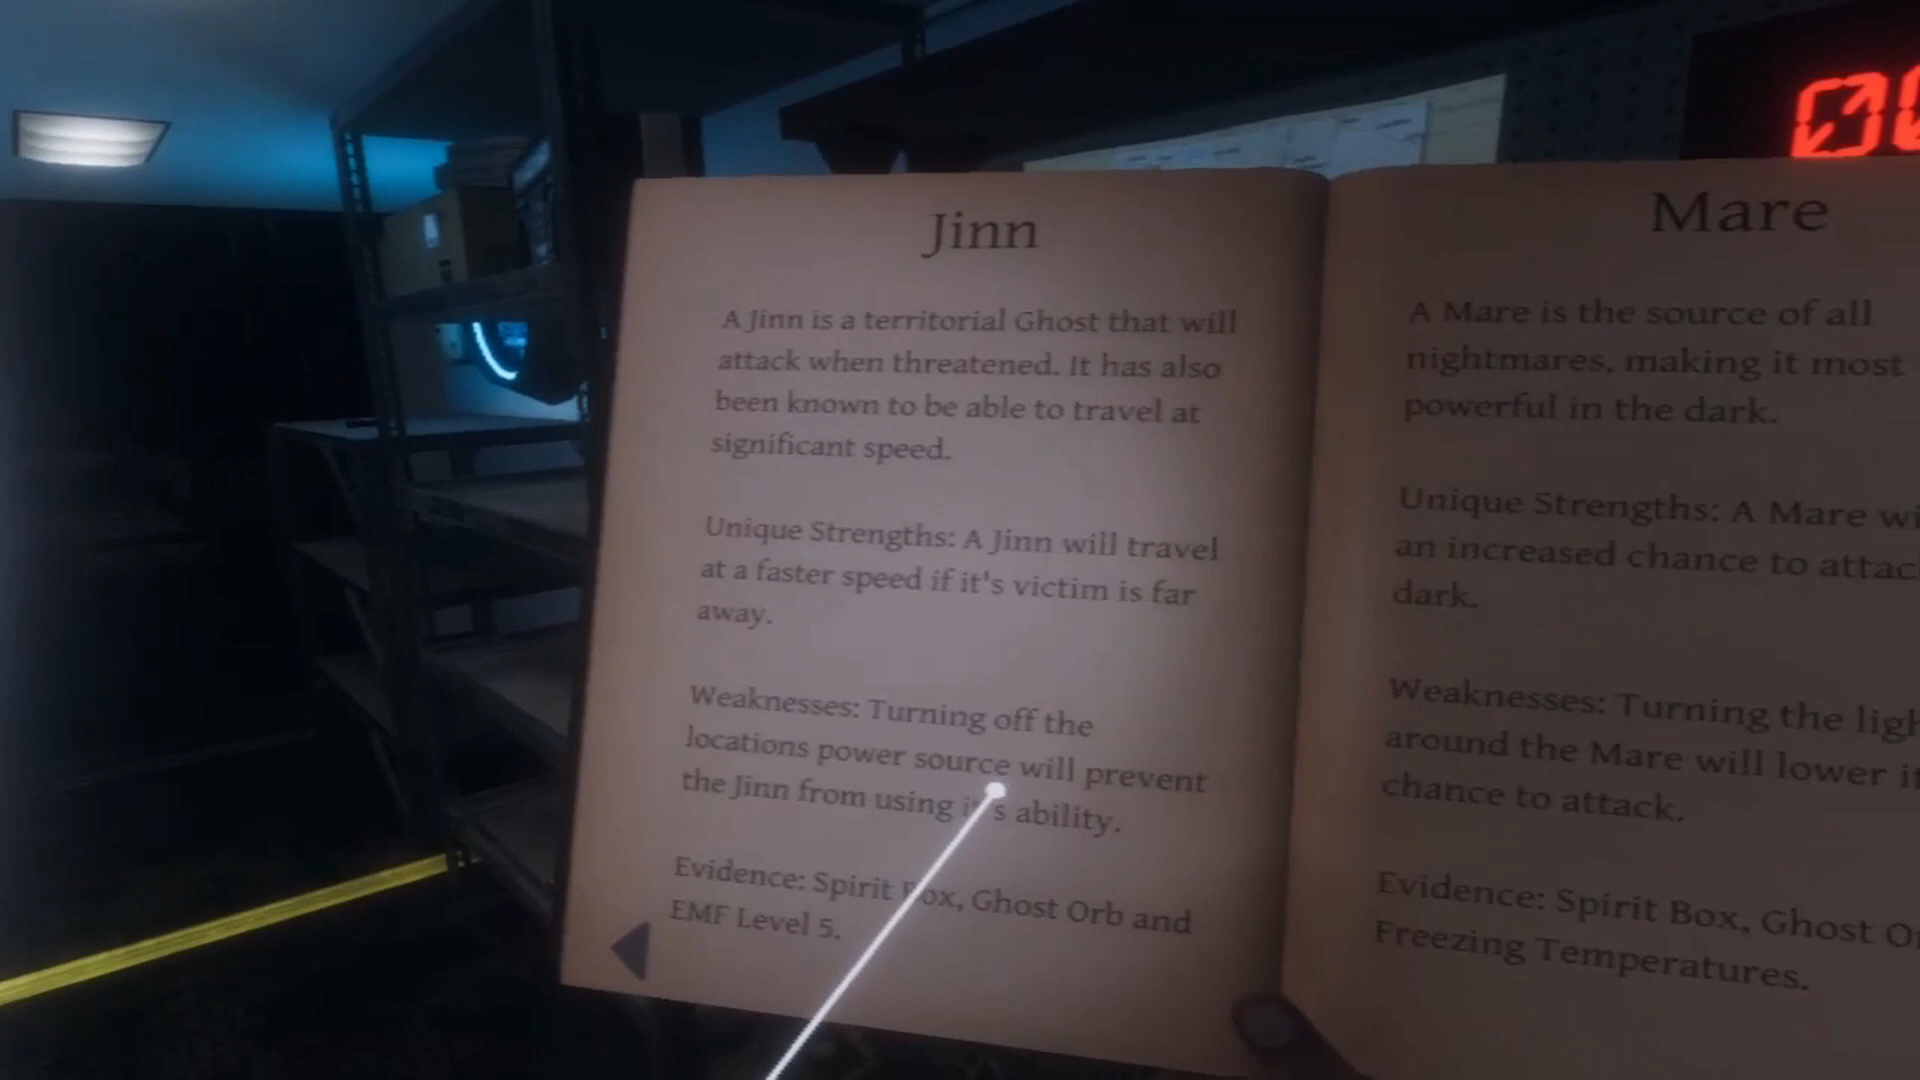 Jinn
A Jinn is a territorial Ghost that will
attack when threatened. It has also
been known to be able to travel at
significant speed.
Unique Strengths: A Jinn will travel
at a faster speed if it's victim is far
away.
Weaknesses: Turning off the
locations power source will prevent
the Jinn from using it's ability.
Evidence: Spirit Box, Ghost Orb and
EMF Level 5.
Mare
A Mare is the source of all
nightmares, making it most
powerful in the dark.
Unique Strengths: A Mare
an increased chance to
dark.
Weaknesses: Turning the
around the Mare will lower
chance to attack.
Evidence: Spirit Box, Ghost
Freezing Temperatures.